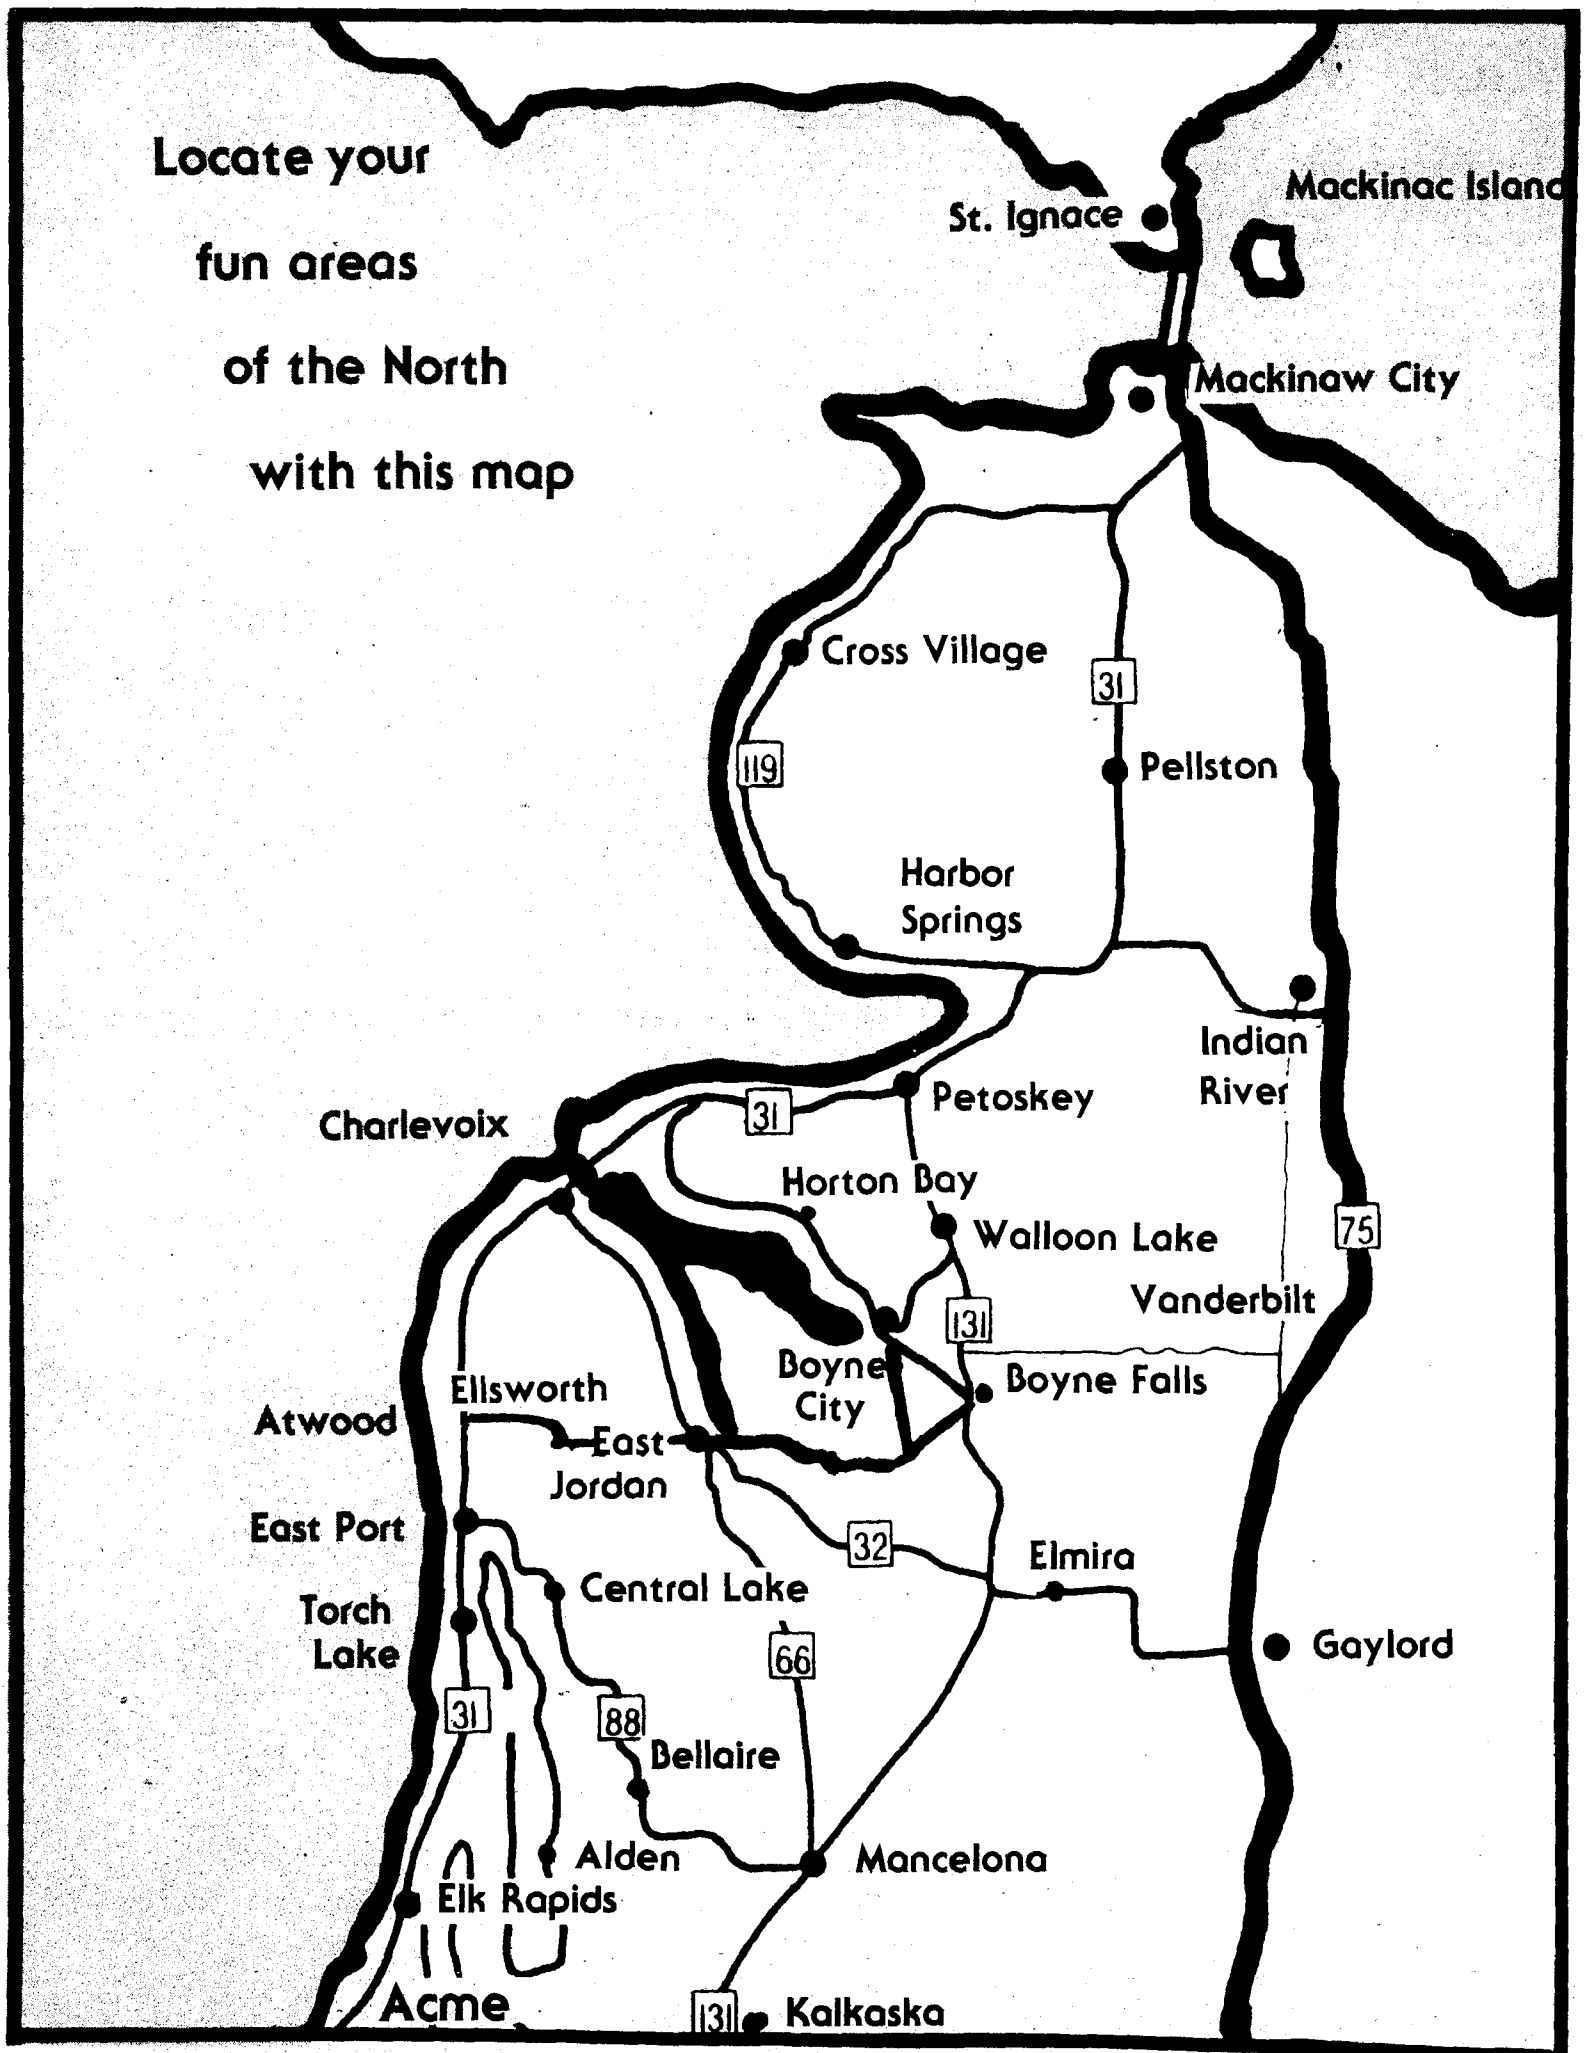 Locate your
fun areas
of the North
with this map
Mackinac Island
St. Ignace
Mackinaw City
Cross Village
31
119
Pellston
Harbor
Springs
Indian
River
Petoskey
31
Charlevoix
Horton Bay
Walloon Lake
75
Vanderbilt
131
Boyne
City
Boyne Falls
Ellsworth
Atwood
East
Jordan
East Port
32
Elmira
Central Lake
Torch
Lake
66
Gaylord
31
88
Bellaire
Alden
Mancelona
Elk Rapids
Acme
131
Kalkaska